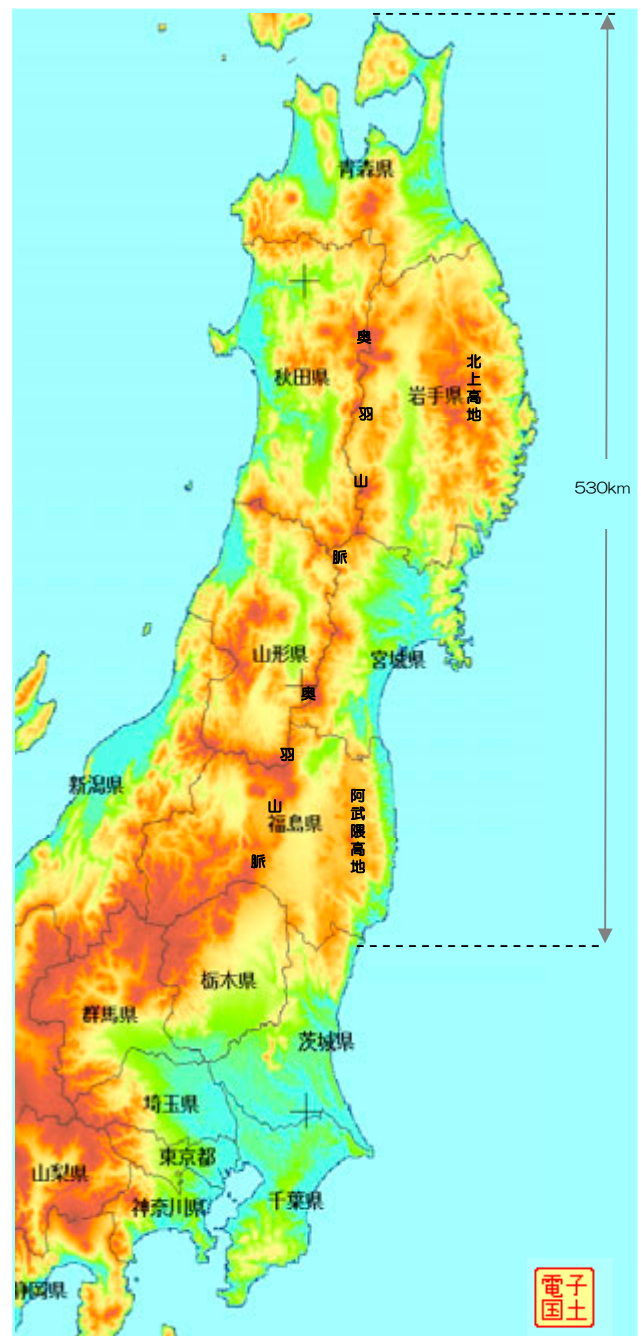 青森県
奥
羽
山
脈
秋田県
岩手県
北上高地
530km
山形県
宮城県
奥
羽
山
脈
新潟県
福島県
阿武隈高地
栃木県
群馬県
茨城県
埼玉県
東京都
山梨県
神奈川県
千葉県
静岡県
電子
国土